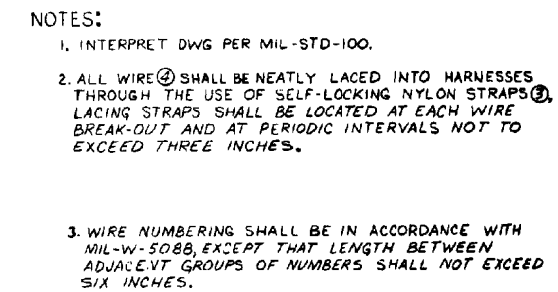 NOTES:
1. INTERPRET DWG PER MIL-STD-100.
2. ALL WIRE ④ SHALL BE NEATLY LACED INTO HARNESSES
THROUGH THE USE OF SELF-LOCKING NYLON STRAPS ③,
LACING STRAPS SHALL BE LOCATED AT EACH WIRE
BREAK-OUT AND AT PERIODIC INTERVALS NOT TO
EXCEED THREE INCHES.
3. WIRE NUMBERING SHALL BE IN ACCORDANCE WITH
MIL-W-5088, EXCEPT THAT LENGTH BETWEEN
ADJACENT GROUPS OF NUMBERS SHALL NOT EXCEED
SIX INCHES.